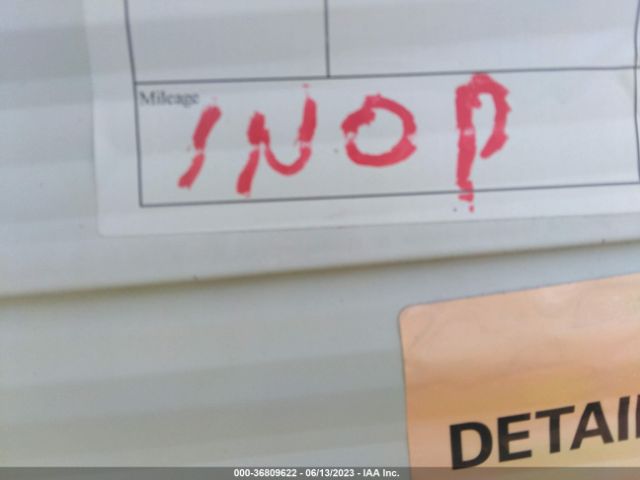 Mileage
INOP
DETAI
000-36809622 - 06/13/2023 - IAA Inc.